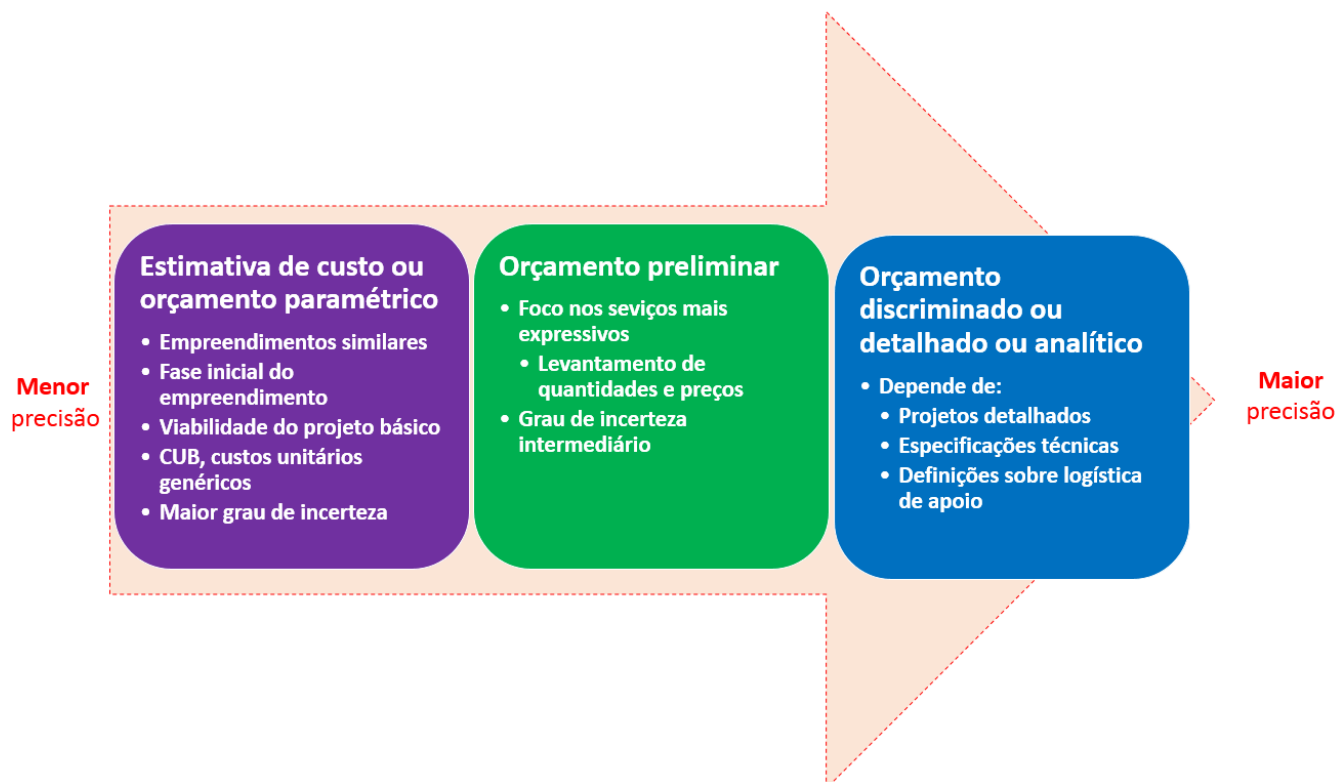 Menor
precisão
Estimativa de custo ou
orçamento paramétrico
• Empreendimentos similares
• Fase inicial do
empreendimento
• Viabilidade do projeto básico
• CUB, custos unitários
genéricos
• Maior grau de incerteza
Orçamento preliminar
• Foco nos seviços mais
expressivos
• Levantamento de
quantidades e preços
• Grau de incerteza
intermediário
Orçamento
discriminado ou
detalhado ou analítico
• Depende de:
• Projetos detalhados
• Especificações técnicas
• Definições sobre logística
de apoio
Maior
precisão